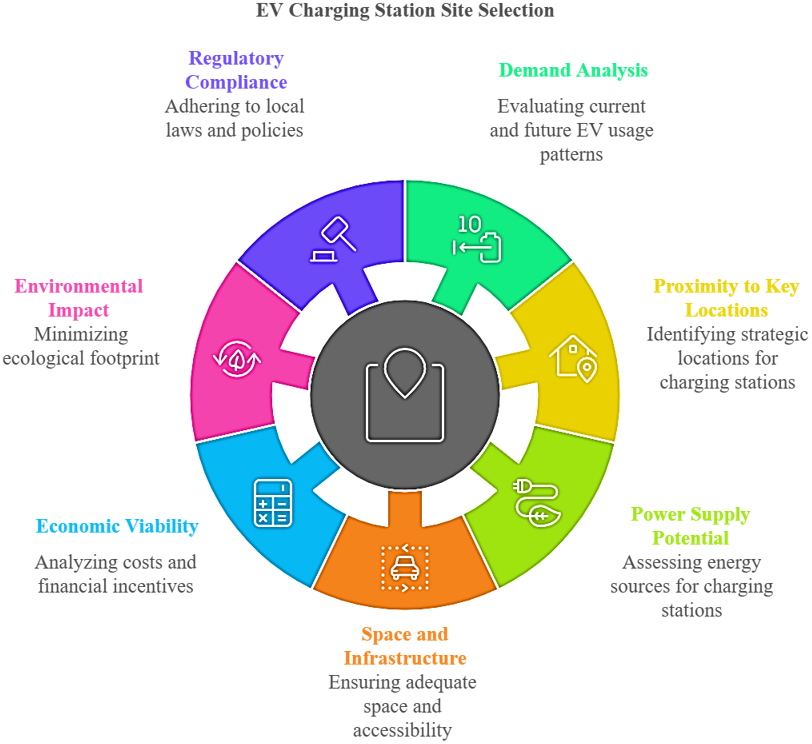 EV Charging Station Site Selection
Regulatory
Compliance
Adhering to local
laws and policies
Demand Analysis
Evaluating current
and future EV usage
patterns
10
Environmental
Impact
Minimizing
ecological footprint
Proximity to Key
Locations
Identifying strategic
locations for
charging stations
Economic Viability
Analyzing costs and
financial incentives
Power Supply
Potential
Assessing energy
sources for charging
stations
Space and
Infrastructure
Ensuring adequate
space and
accessibility